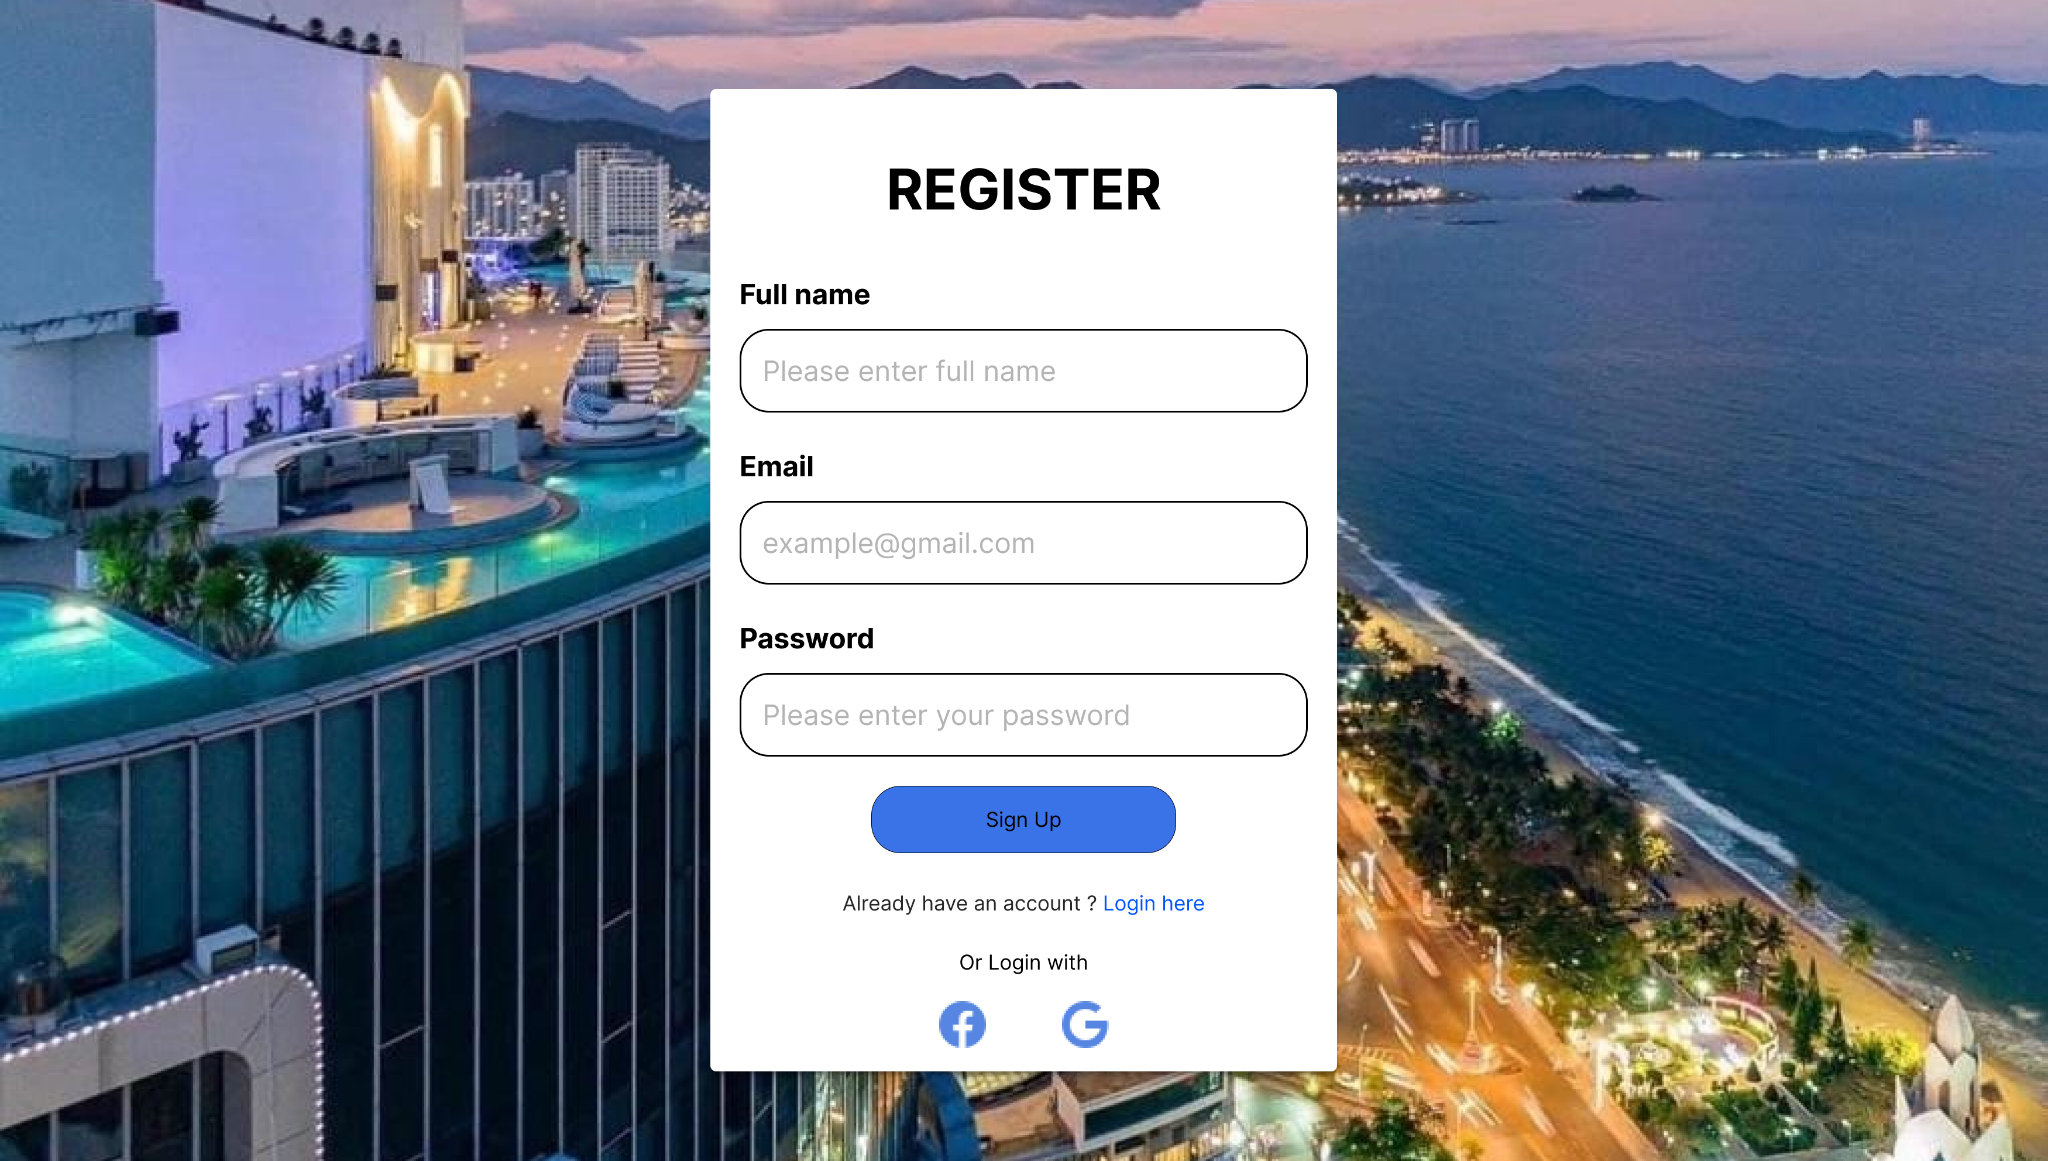 REGISTER
Full name
Please enter full name
Email
example@gmail.com
Password
Please enter your password
Sign Up
Already have an account ? Login here
Or Login with